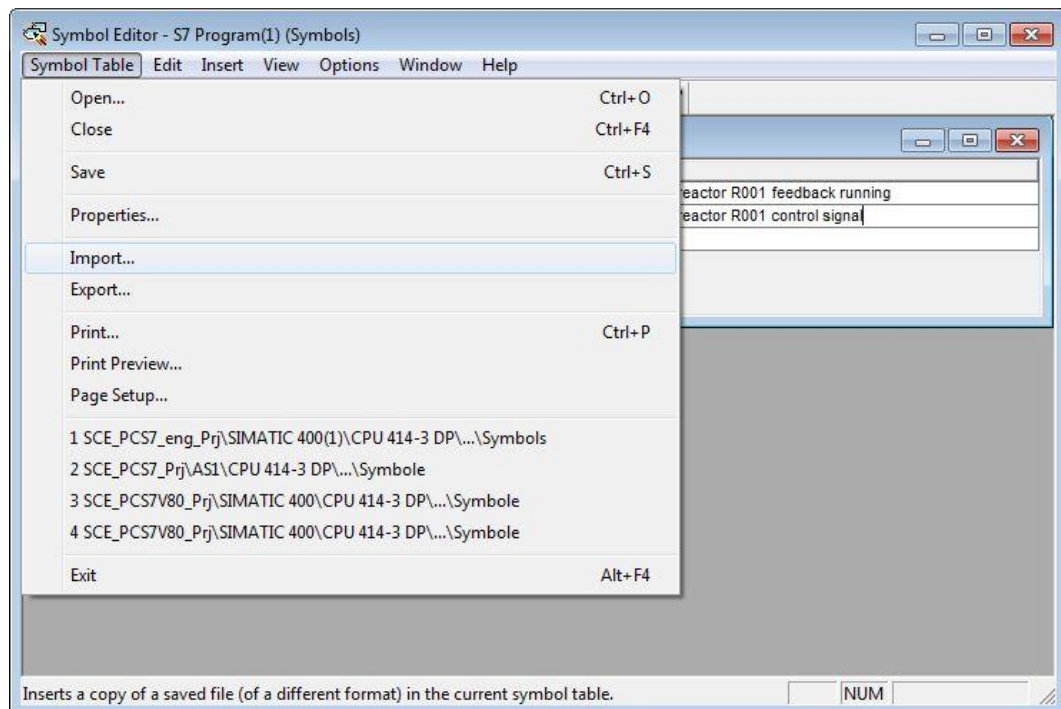 Symbol Editor - S7 Program(1) (Symbols)
Symbol Table Edit Insert View Options Window Help
Open... Ctrl+O
Close Ctrl+F4
Save Ctrl+S
Properties...
eactor R001 feedback running
eactor R001 control signal
Import...
Export...
Print... Ctrl+P
Print Preview...
Page Setup...
1 SCE_PCS7_eng_Prj\SIMATIC 400(1)\CPU 414-3 DP\...\Symbols
2 SCE_PCS7_Prj\AS1\CPU 414-3 DP\...\Symbole
3 SCE_PCS7V80_Prj\SIMATIC 400\CPU 414-3 DP\...\Symbole
4 SCE_PCS7V80_Prj\SIMATIC 400\CPU 414-3 DP\...\Symbole
Exit Alt+F4
Inserts a copy of a saved file (of a different format) in the current symbol table. NUM